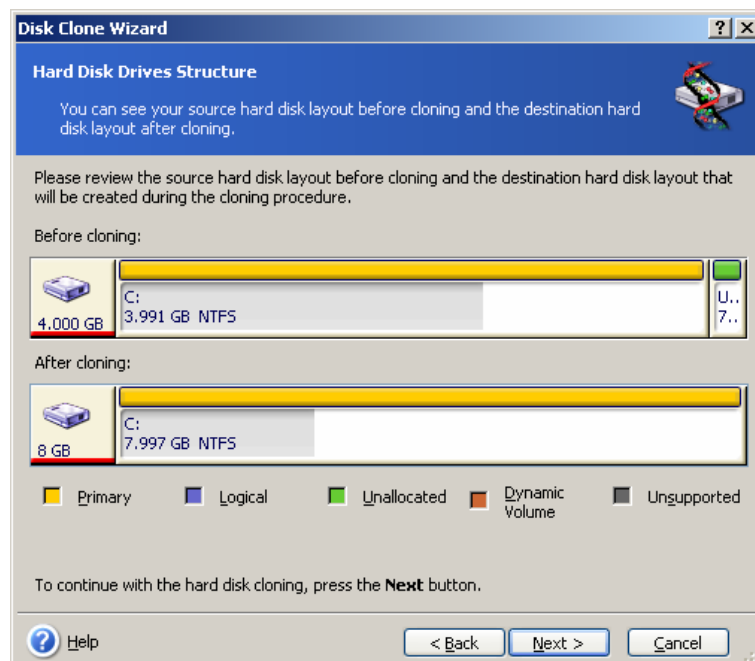 Disk Clone Wizard
Hard Disk Drives Structure
You can see your source hard disk layout before cloning and the destination hard
disk layout after cloning.
Please review the source hard disk layout before cloning and the destination hard disk layout that
will be created during the cloning procedure.
Before cloning:
4.000 GB
C:
3.991 GB NTFS
U..
7..
After cloning:
8 GB
C:
7.997 GB NTFS
Primary
Logical
Unallocated
Dynamic
Volume
Unsupported
To continue with the hard disk cloning, press the Next button.
Help
< Back
Next >
Cancel